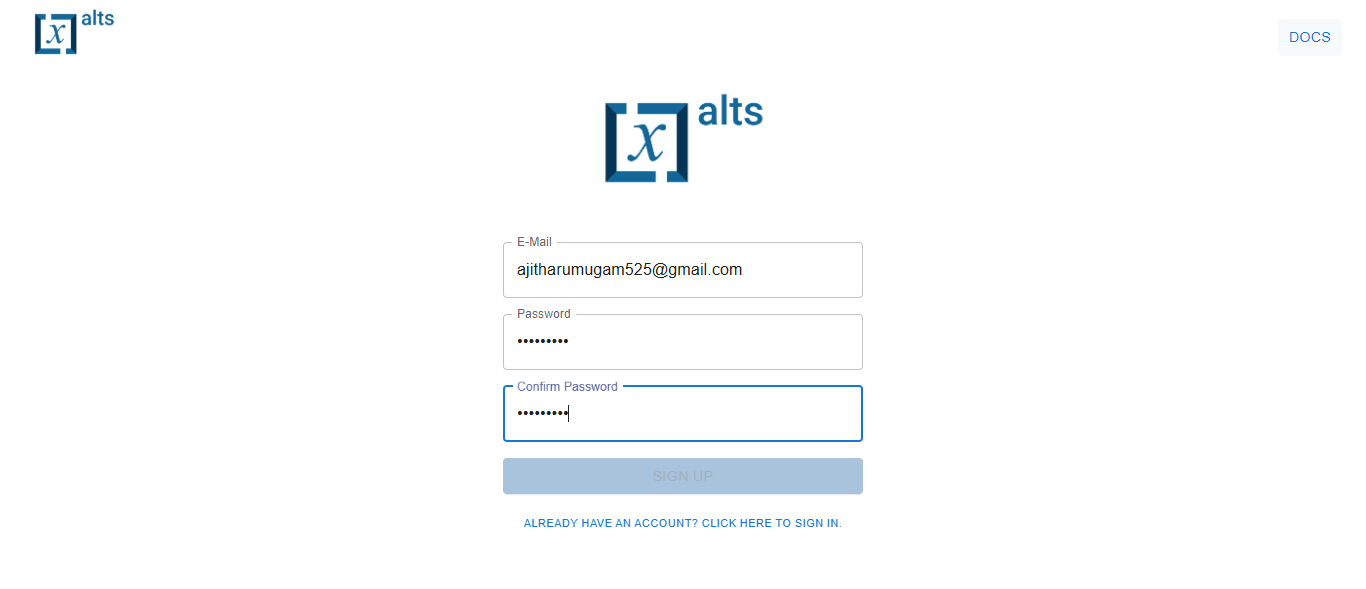 [x] alts
DOCS
[x] alts
E-Mail
ajitharumugam525@gmail.com
Password
•••••••••
Confirm Password
•••••••••
SIGN UP
ALREADY HAVE AN ACCOUNT? CLICK HERE TO SIGN IN.